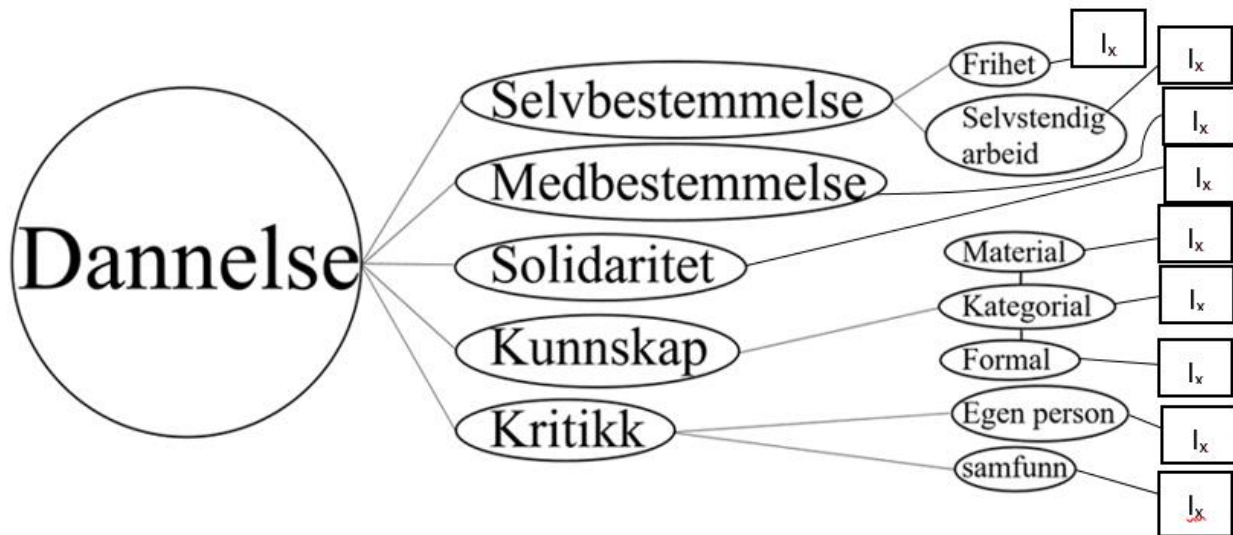 Dannelse
Selvbestemmelse
Frihet
Iₓ
Selvstendig
arbeid
Iₓ
Medbestemmelse
Iₓ
Solidaritet
Iₓ
Kunnskap
Material
Iₓ
Kategorial
Iₓ
Formal
Iₓ
Kritikk
Egen person
Iₓ
samfunn
Iₓ